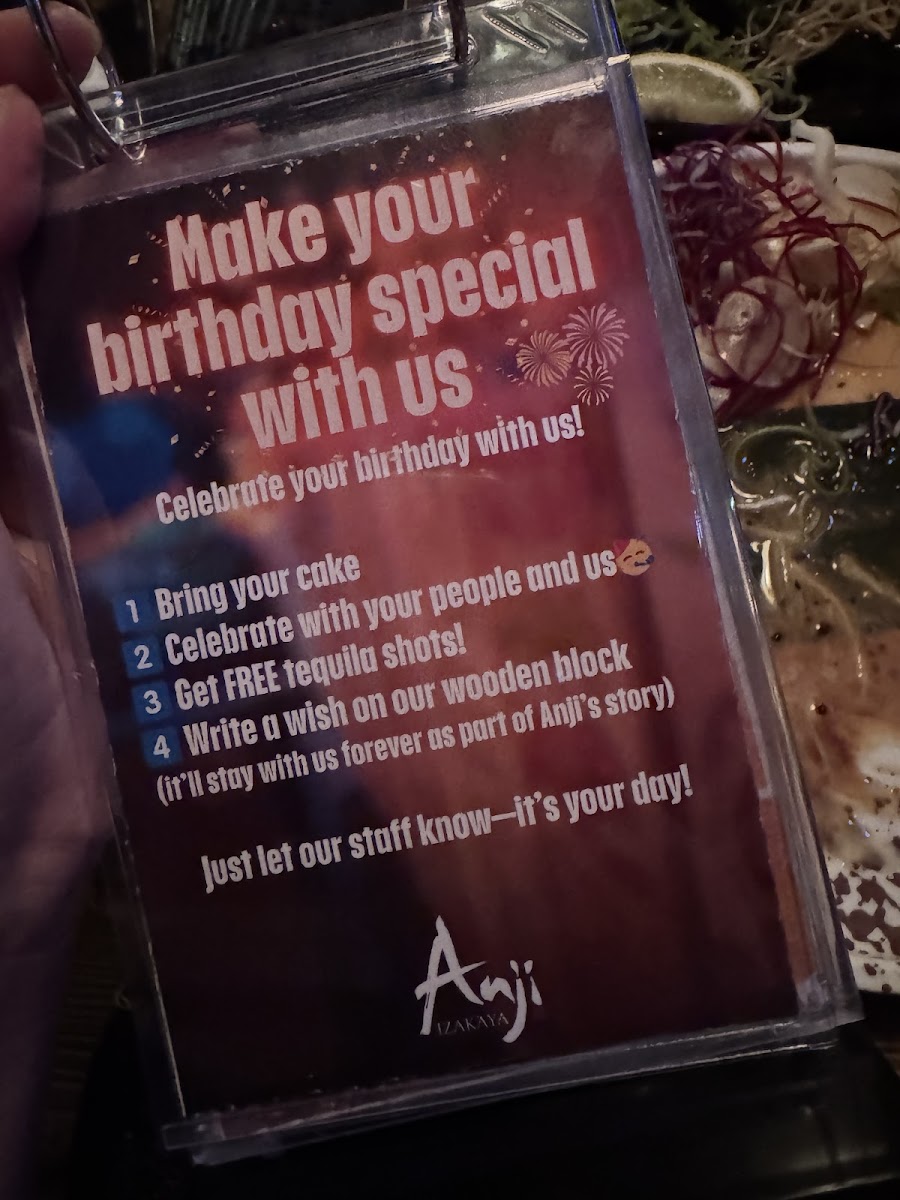 Make your
birthday special
with us
Celebrate your birthday with us!
1 Bring your cake
2 Celebrate with your people and us🥳
3 Get FREE tequila shots!
4 Write a wish on our wooden block
(it'll stay with us forever as part of Anji's story)
Just let our staff know—it's your day!
Anji
IZAKAYA